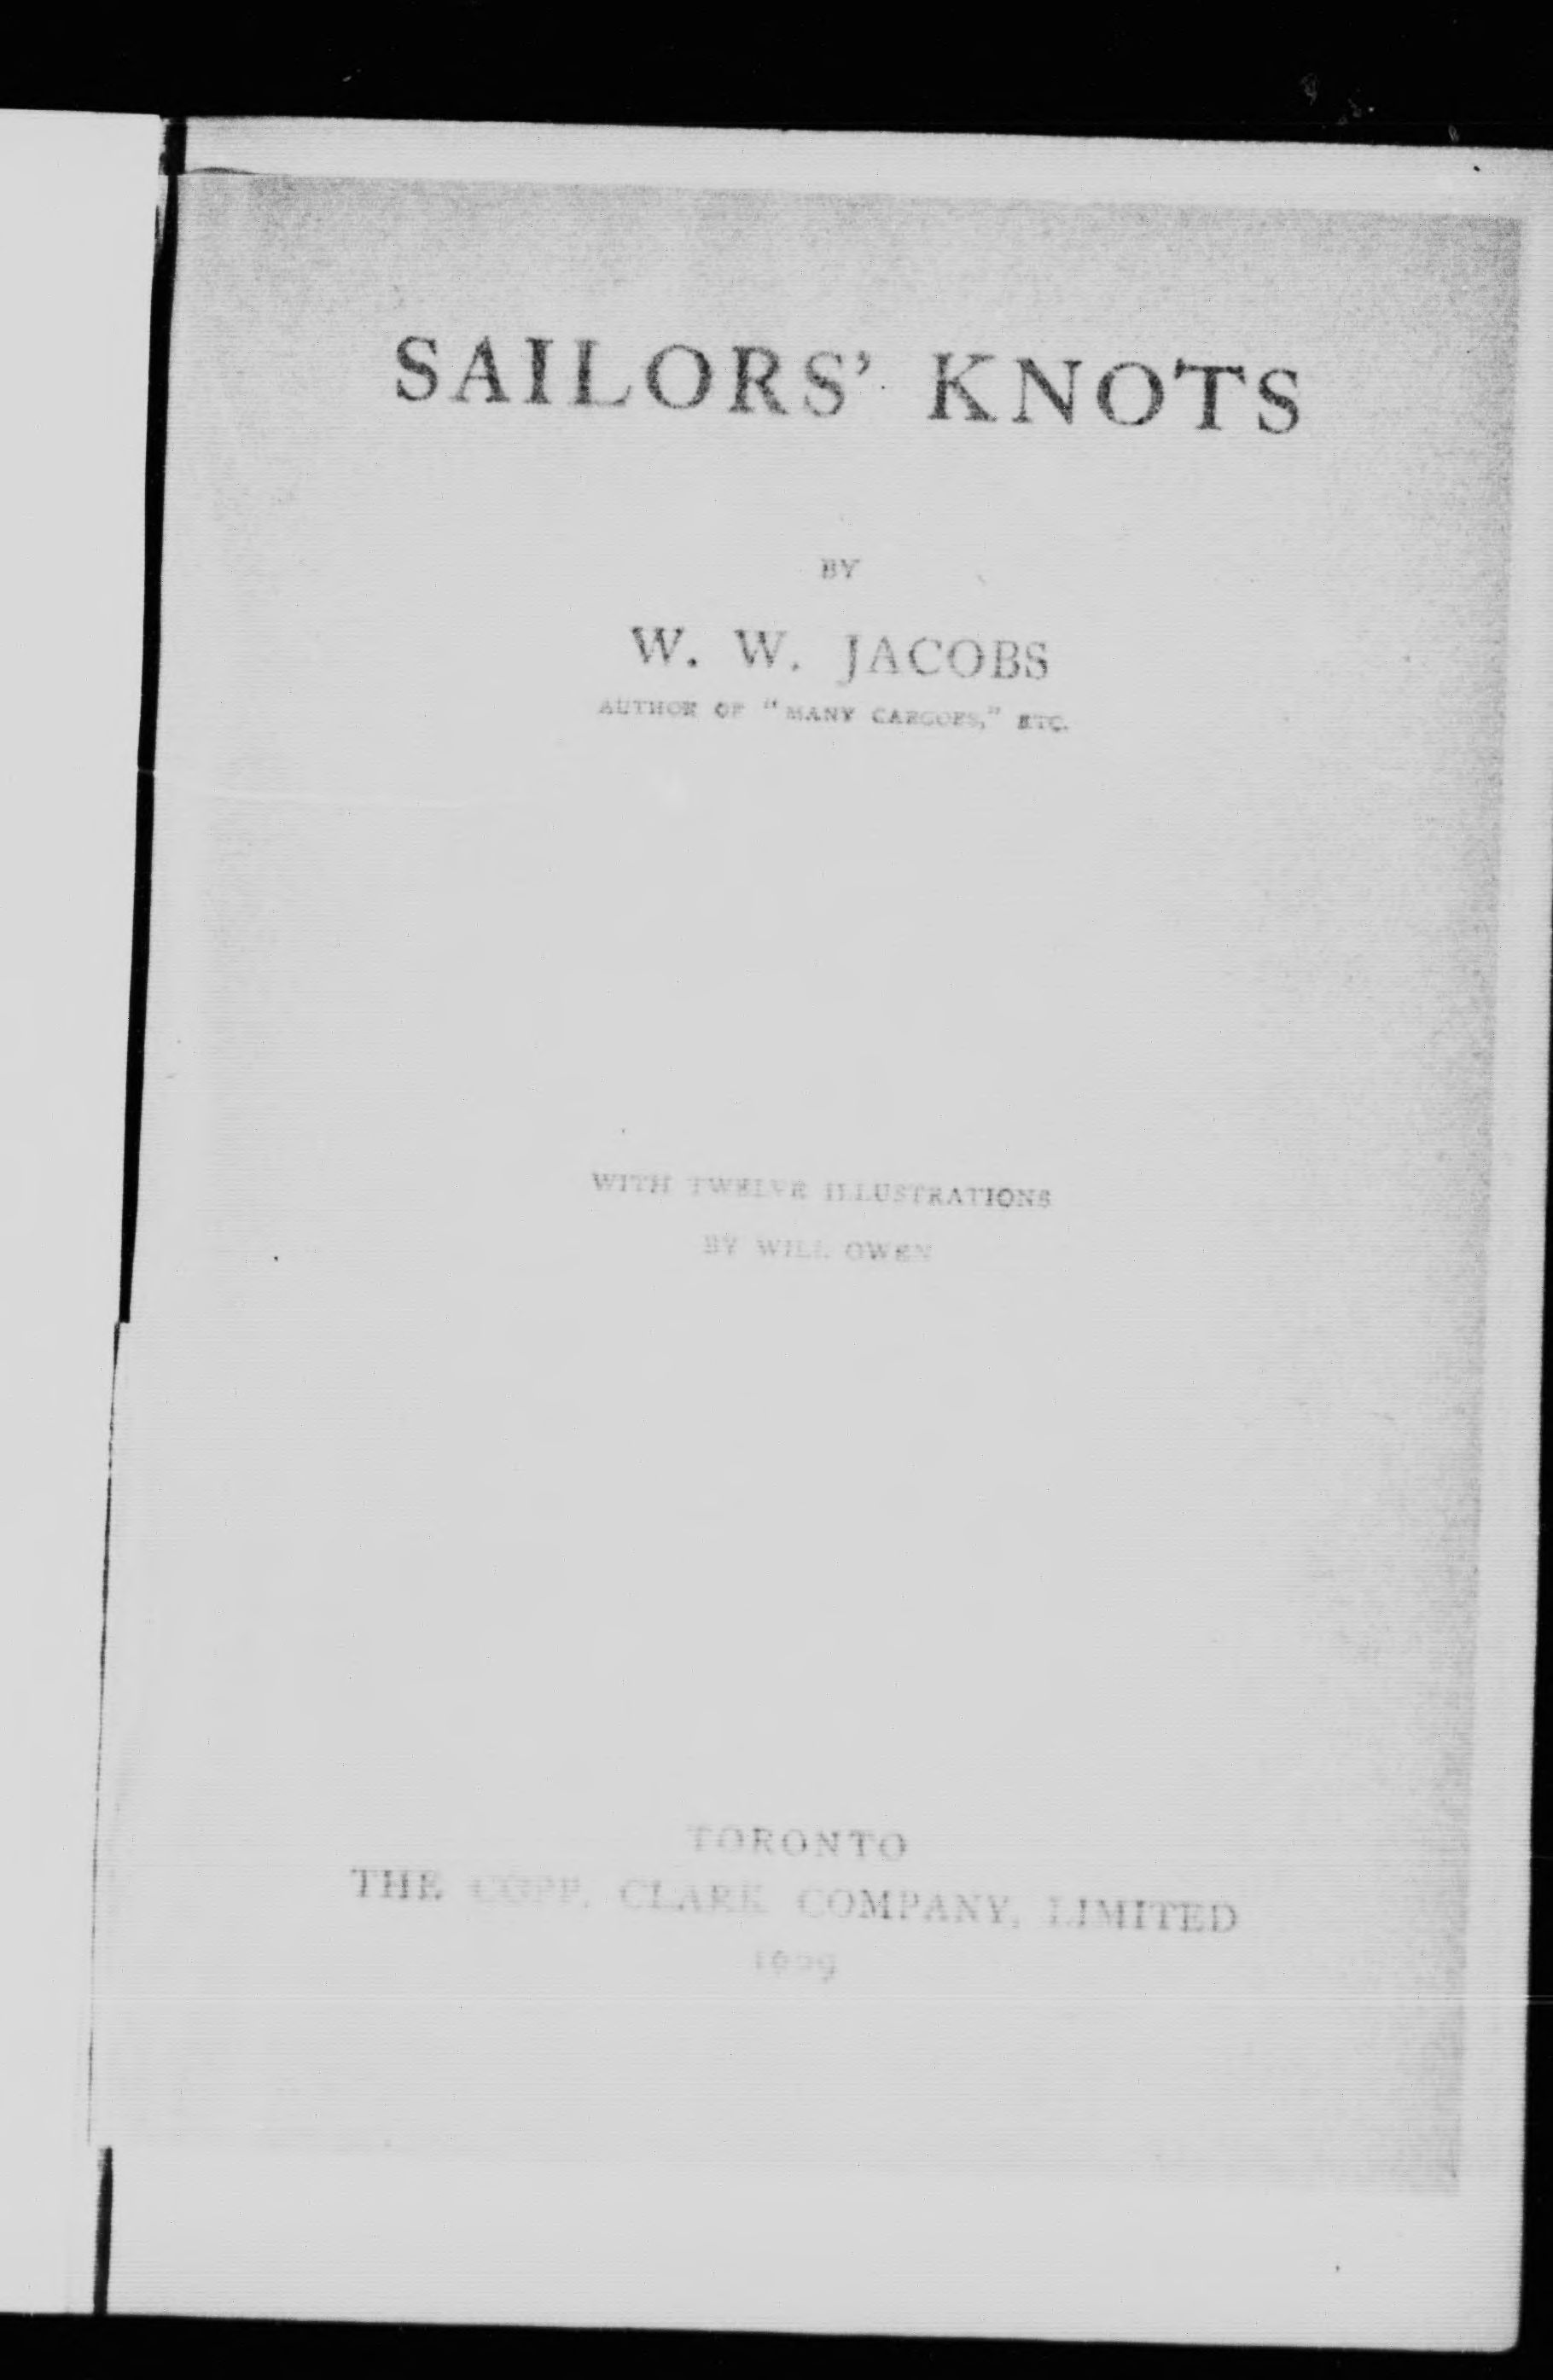 SAILORS' KNOTS
BY
W. W. JACOBS
AUTHOR OF "MANY CARGOES," ETC.
WITH TWELVE ILLUSTRATIONS
BY WILL OWEN
TORONTO
THE COPP, CLARK COMPANY, LIMITED
1909